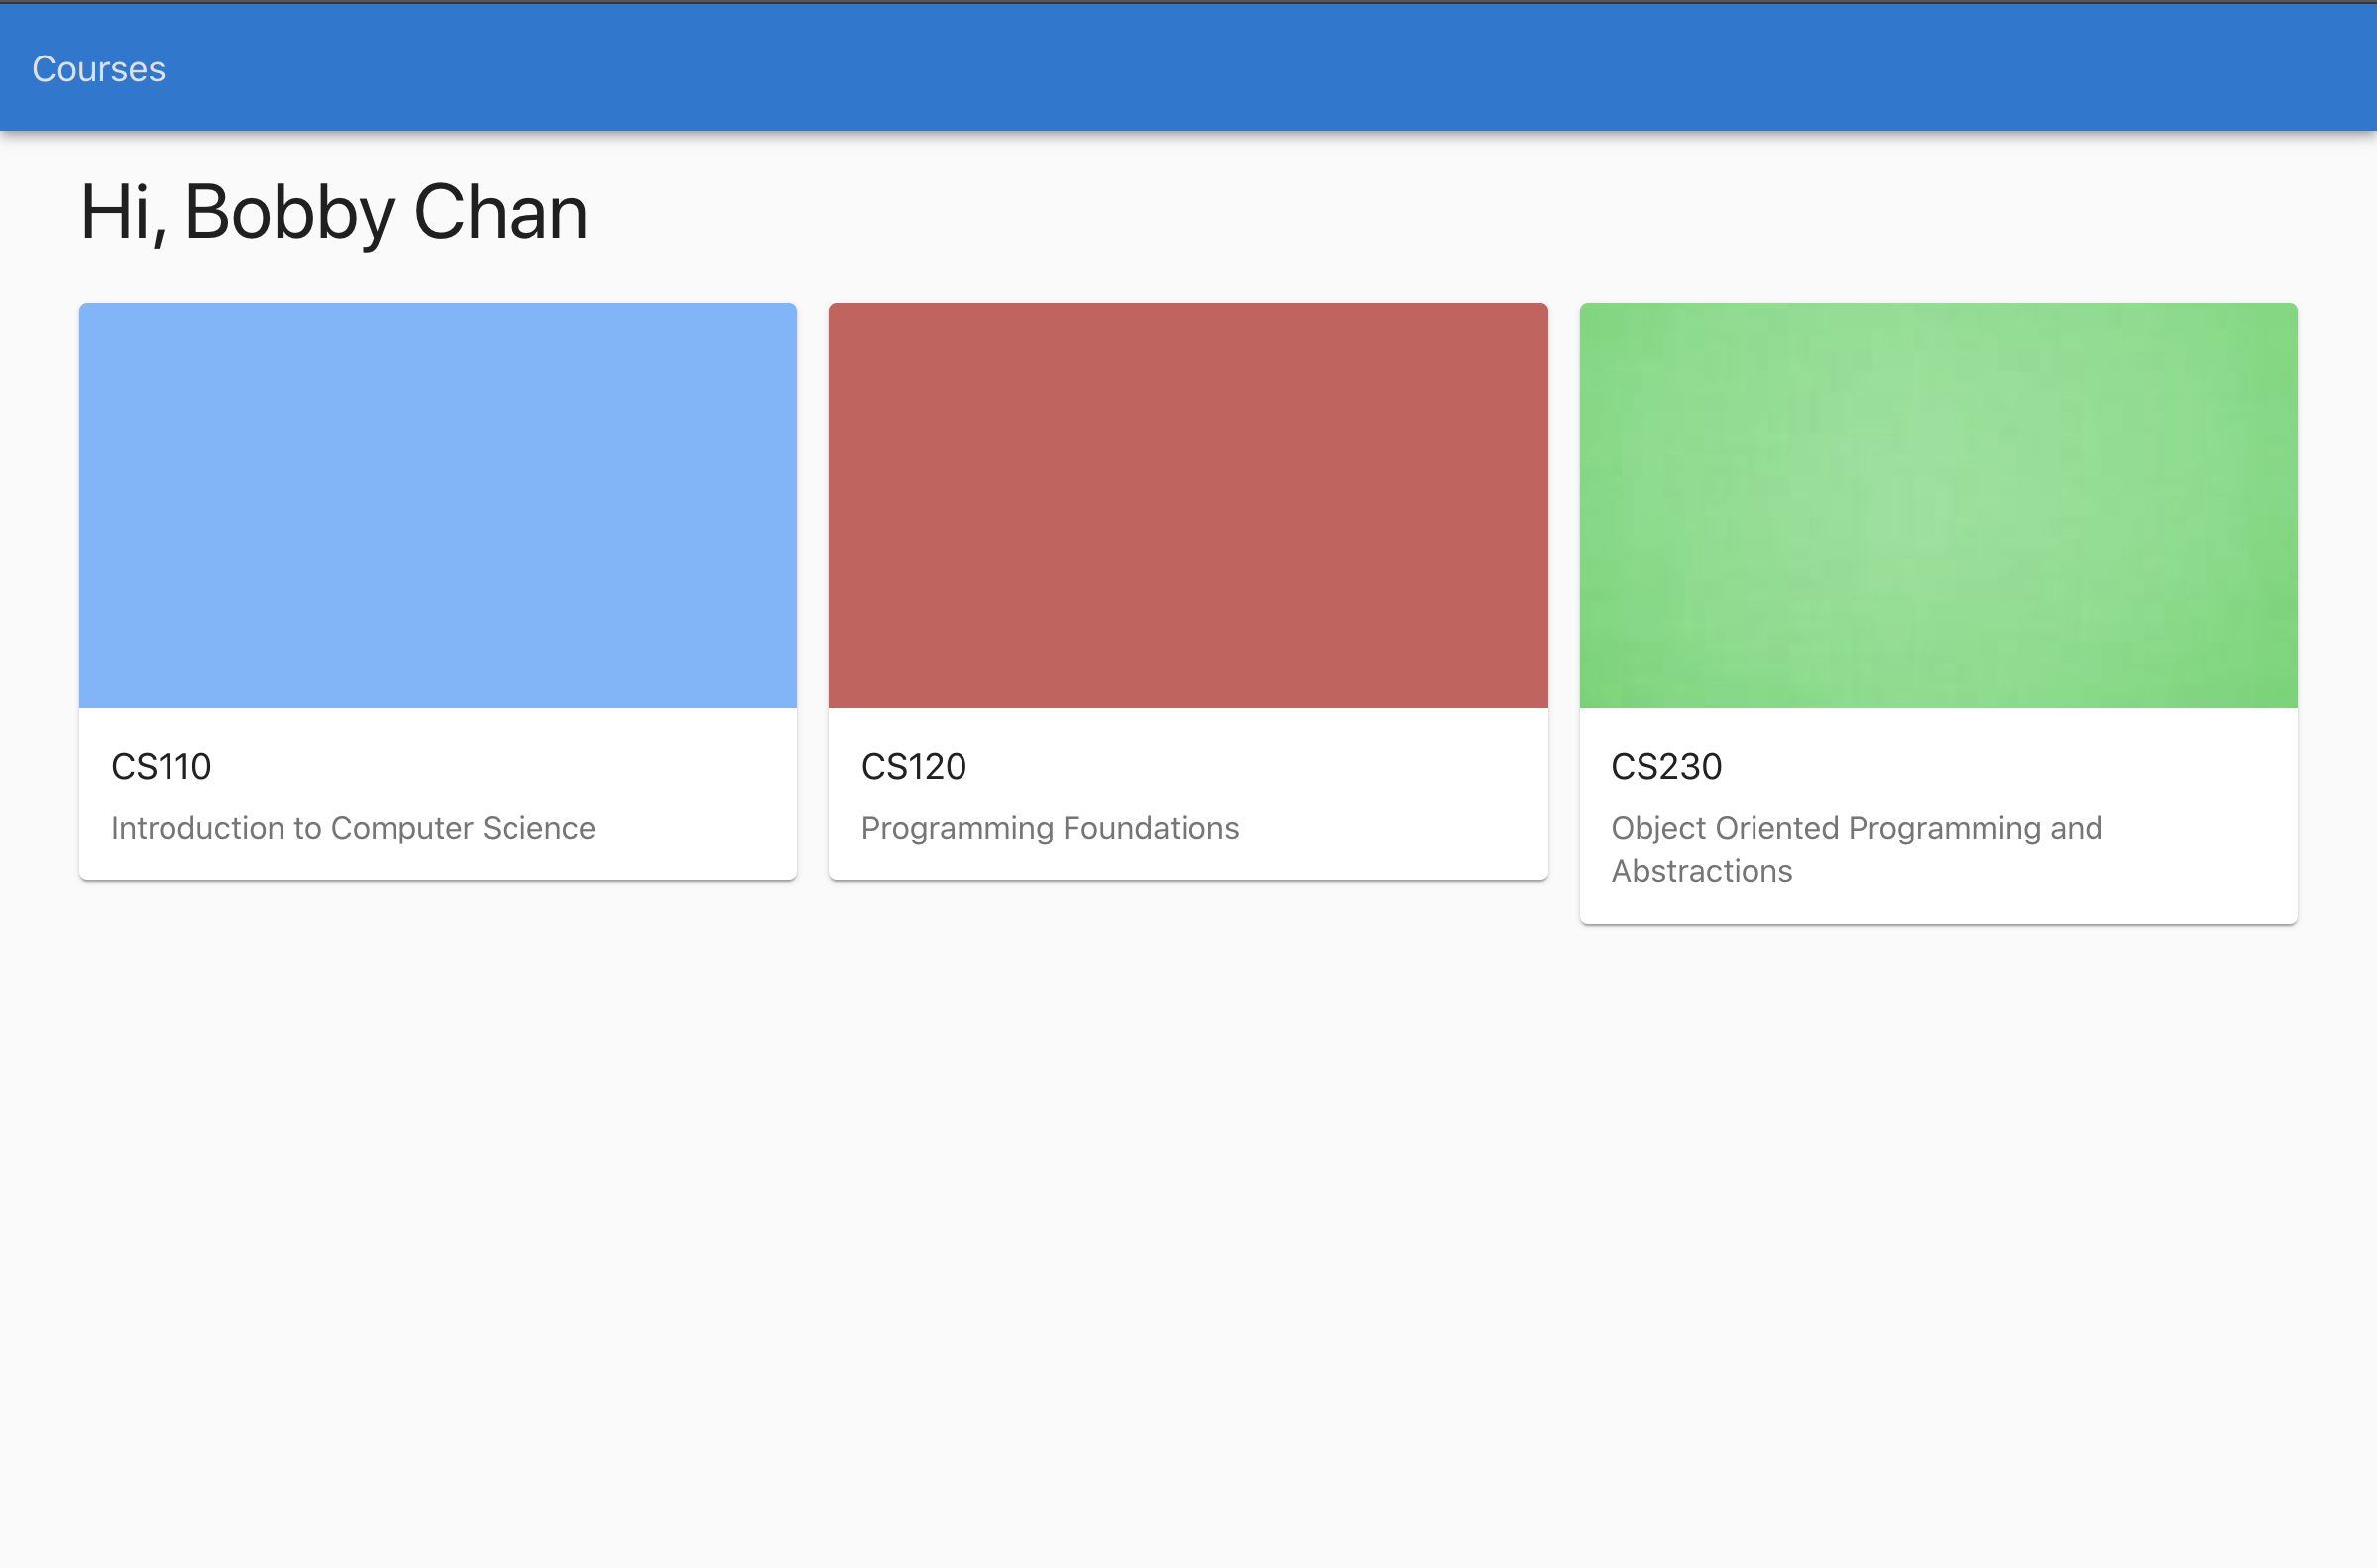 Courses
Hi, Bobby Chan
CS110
Introduction to Computer Science
CS120
Programming Foundations
CS230
Object Oriented Programming and
Abstractions